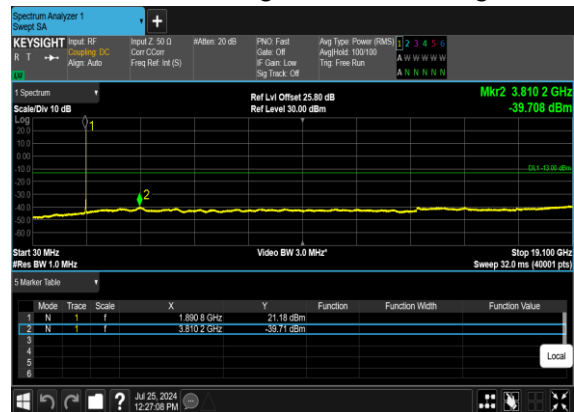 Spectrum Analyzer 1
Swept SA
+
KEYSIGHT Input: RF Input Z: 50 Ω #Atten: 20 dB PNO: Fast Avg Type: Power (RMS) 1 2 3 4 5 6
R T Coupling: DC Corr CCorr Gate: Off Avg|Hold: 100/100 A W W W W W
Align: Auto Freq Ref: Int (S) IF Gain: Low Trig: Free Run
LW Sig Track: Off A N N N N N
1 Spectrum Ref Lvl Offset 25.80 dB Mkr2 3.810 2 GHz
Scale/Div 10 dB Ref Level 30.00 dBm -39.708 dBm
Log
20.0
10.0
0.00
-10.0
-20.0
-30.0
-40.0
-50.0
-60.0
1
DL1 -13.00 dBm
2
Start 30 MHz Video BW 3.0 MHz* Stop 19.100 GHz
#Res BW 1.0 MHz Sweep 32.0 ms (40001 pts)
5 Marker Table
Mode Trace Scale X Y Function Function Width Function Value
1 N 1 f 1.890 8 GHz 21.18 dBm
2 N 1 f 3.810 2 GHz -39.71 dBm
3
4
5
6
Local
? Jul 25, 2024
12:27:08 PM